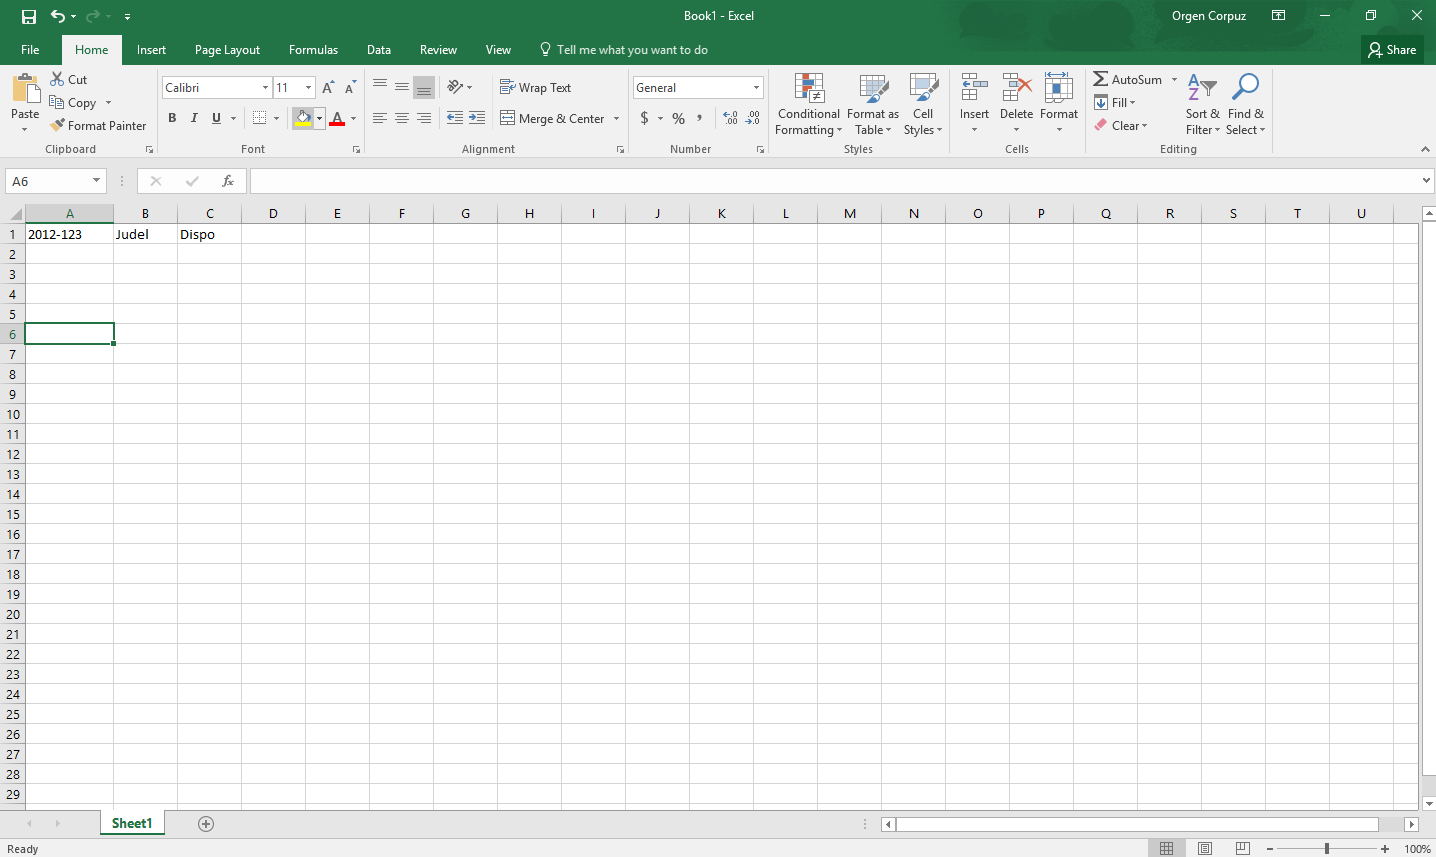 Book1 - Excel
Orgen Corpuz
File Home Insert Page Layout Formulas Data Review View Tell me what you want to do
Share
Paste
Cut
Copy
Format Painter
Clipboard
Calibri 11 A A
B I U A
Font
Wrap Text
Merge & Center
Alignment
General
$ % , .00 .0
Number
Conditional Formatting
Format as Table
Cell Styles
Styles
Insert Delete Format
Cells
AutoSum
Fill
Clear
Sort & Filter
Find & Select
Editing
A6 fx
A B C D E F G H I J K L M N O P Q R S T U
1 2012-123 Judel Dispo
2
3
4
5
6
7
8
9
10
11
12
13
14
15
16
17
18
19
20
21
22
23
24
25
26
27
28
29
Sheet1
Ready
100%